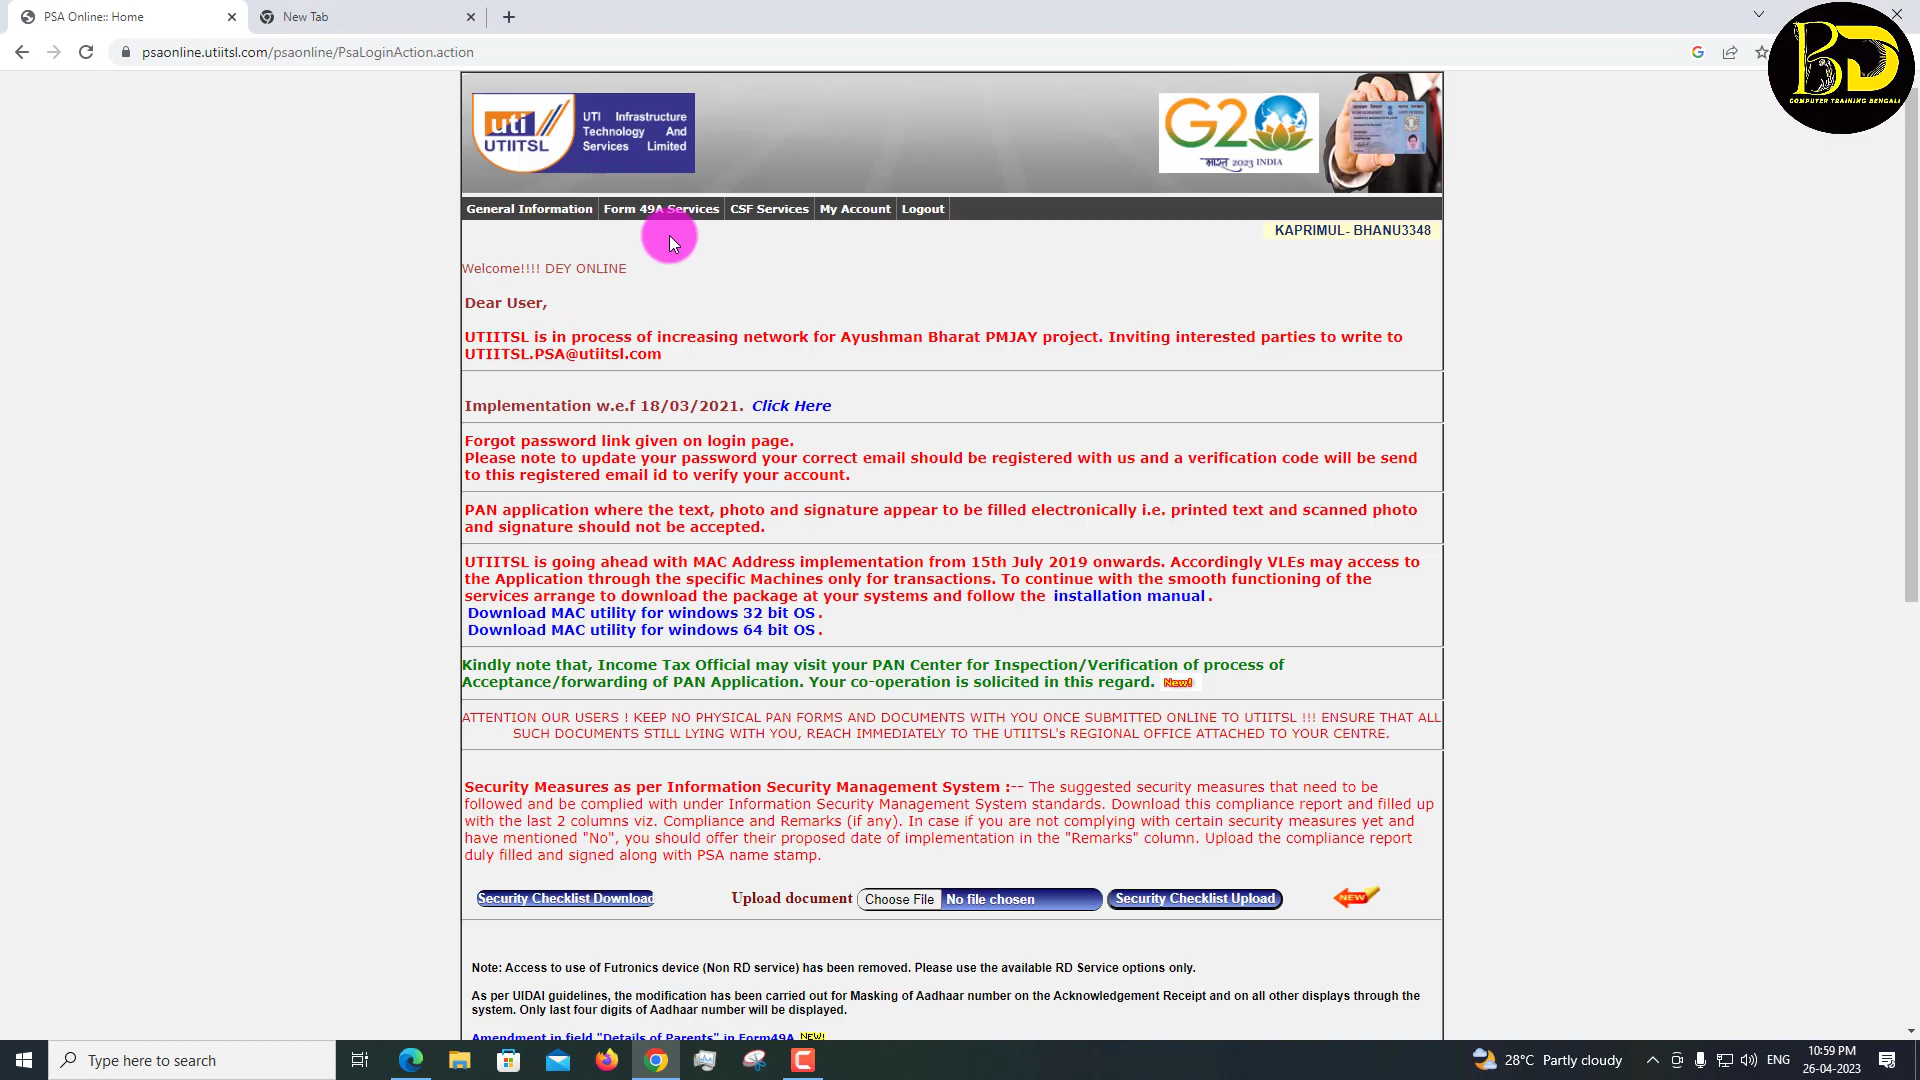 PSA Online:: Home
New Tab
psaonline.utiitsl.com/psaonline/PsaLoginAction.action
BD
COMPUTER TRAINING BENGALI
uti
UTIITSL
UTI Infrastructure
Technology And
Services Limited
G20
भारत 2023 INDIA
General Information
Form 49A Services
CSF Services
My Account
Logout
KAPRIMUL- BHANU3348
Welcome!!!! DEY ONLINE
Dear User,
UTIITSL is in process of increasing network for Ayushman Bharat PMJAY project. Inviting interested parties to write to
UTIITSL.PSA@utiitsl.com
Implementation w.e.f 18/03/2021. Click Here
Forgot password link given on login page.
Please note to update your password your correct email should be registered with us and a verification code will be send
to this registered email id to verify your account.
PAN application where the text, photo and signature appear to be filled electronically i.e. printed text and scanned photo
and signature should not be accepted.
UTIITSL is going ahead with MAC Address implementation from 15th July 2019 onwards. Accordingly VLEs may access to
the Application through the specific Machines only for transactions. To continue with the smooth functioning of the
services arrange to download the package at your systems and follow the installation manual.
Download MAC utility for windows 32 bit OS.
Download MAC utility for windows 64 bit OS.
Kindly note that, Income Tax Official may visit your PAN Center for Inspection/Verification of process of
Acceptance/forwarding of PAN Application. Your co-operation is solicited in this regard. New!
ATTENTION OUR USERS ! KEEP NO PHYSICAL PAN FORMS AND DOCUMENTS WITH YOU ONCE SUBMITTED ONLINE TO UTIITSL !!! ENSURE THAT ALL
SUCH DOCUMENTS STILL LYING WITH YOU, REACH IMMEDIATELY TO THE UTIITSL's REGIONAL OFFICE ATTACHED TO YOUR CENTRE.
Security Measures as per Information Security Management System :-- The suggested security measures that need to be
followed and be complied with under Information Security Management System standards. Download this compliance report and filled up
with the last 2 columns viz. Compliance and Remarks (if any). In case if you are not complying with certain security measures yet and
have mentioned "No", you should offer their proposed date of implementation in the "Remarks" column. Upload the compliance report
duly filled and signed along with PSA name stamp.
Security Checklist Download
Upload document
Choose File
No file chosen
Security Checklist Upload
NEW
Note: Access to use of Futronics device (Non RD service) has been removed. Please use the available RD Service options only.
As per UIDAI guidelines, the modification has been carried out for Masking of Aadhaar number on the Acknowledgement Receipt and on all other displays through the
system. Only last four digits of Aadhaar number will be displayed.
Amendment in field "Details of Parents" in Form49A NEW!
Type here to search
28°C Partly cloudy
ENG
10:59 PM
26-04-2023